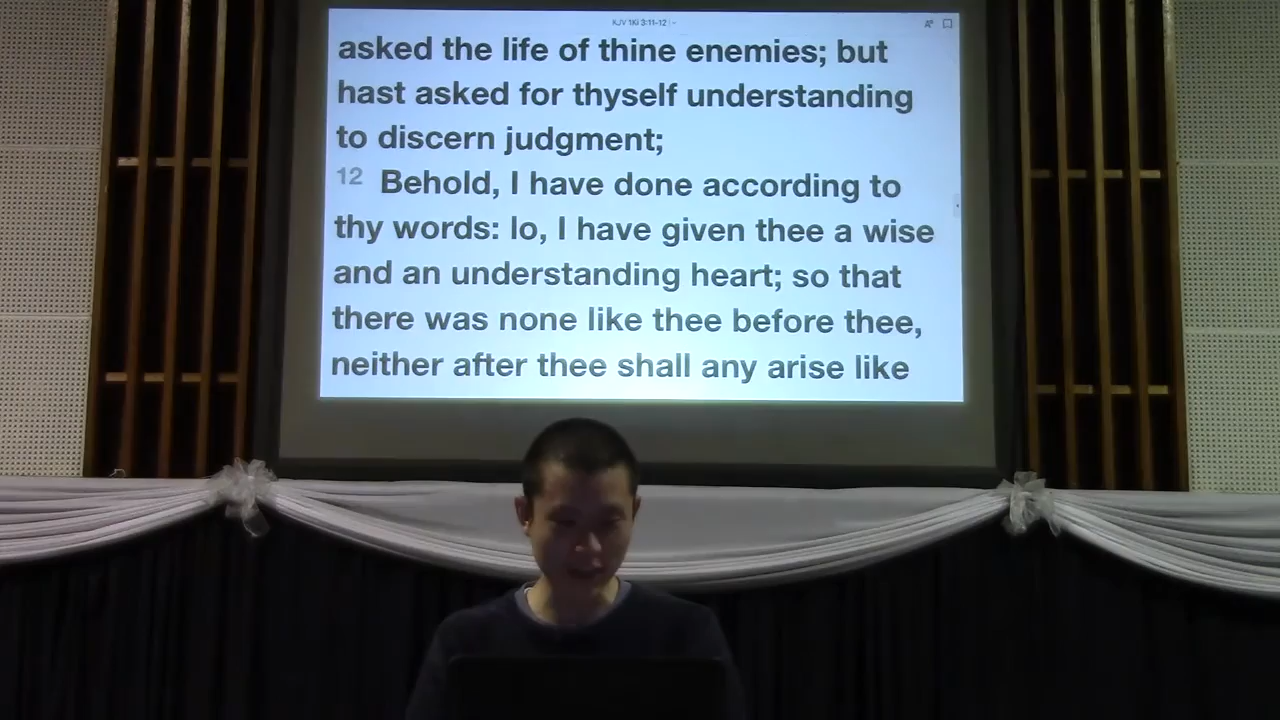 KJV 1Ki 3:11-12
asked the life of thine enemies; but
hast asked for thyself understanding
to discern judgment;
12 Behold, I have done according to
thy words: lo, I have given thee a wise
and an understanding heart; so that
there was none like thee before thee,
neither after thee shall any arise like